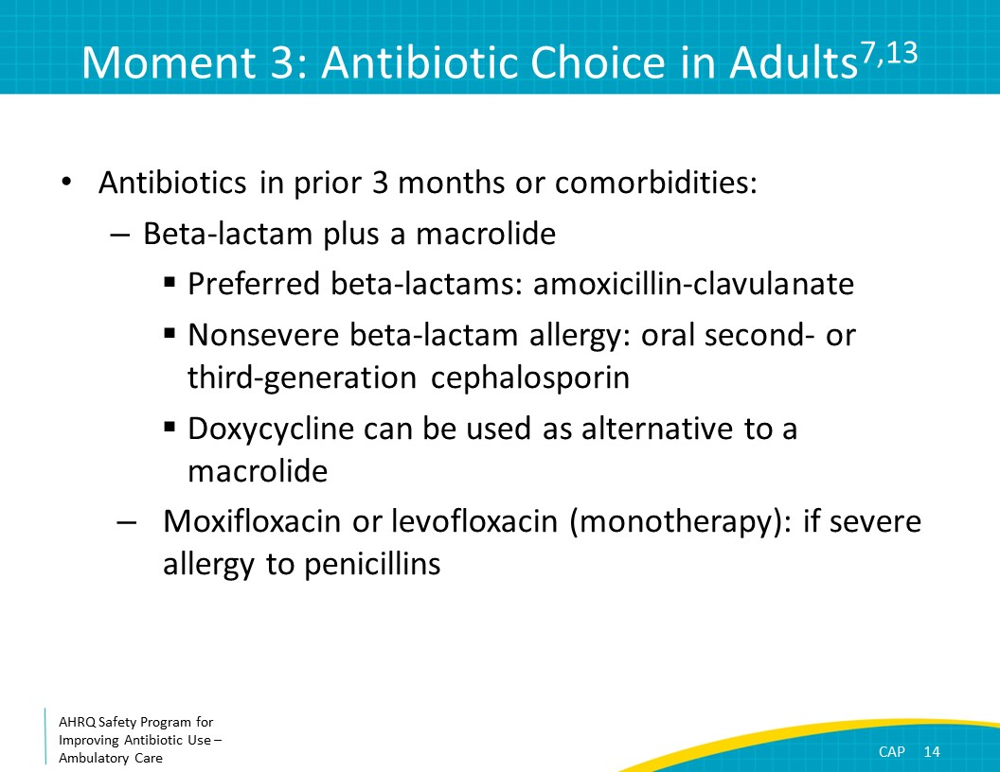 Moment 3: Antibiotic Choice in Adults7,13
• Antibiotics in prior 3 months or comorbidities:
– Beta-lactam plus a macrolide
▪ Preferred beta-lactams: amoxicillin-clavulanate
▪ Nonsevere beta-lactam allergy: oral second- or
third-generation cephalosporin
▪ Doxycycline can be used as alternative to a
macrolide
– Moxifloxacin or levofloxacin (monotherapy): if severe
allergy to penicillins
AHRQ Safety Program for
Improving Antibiotic Use –
Ambulatory Care
CAP 14